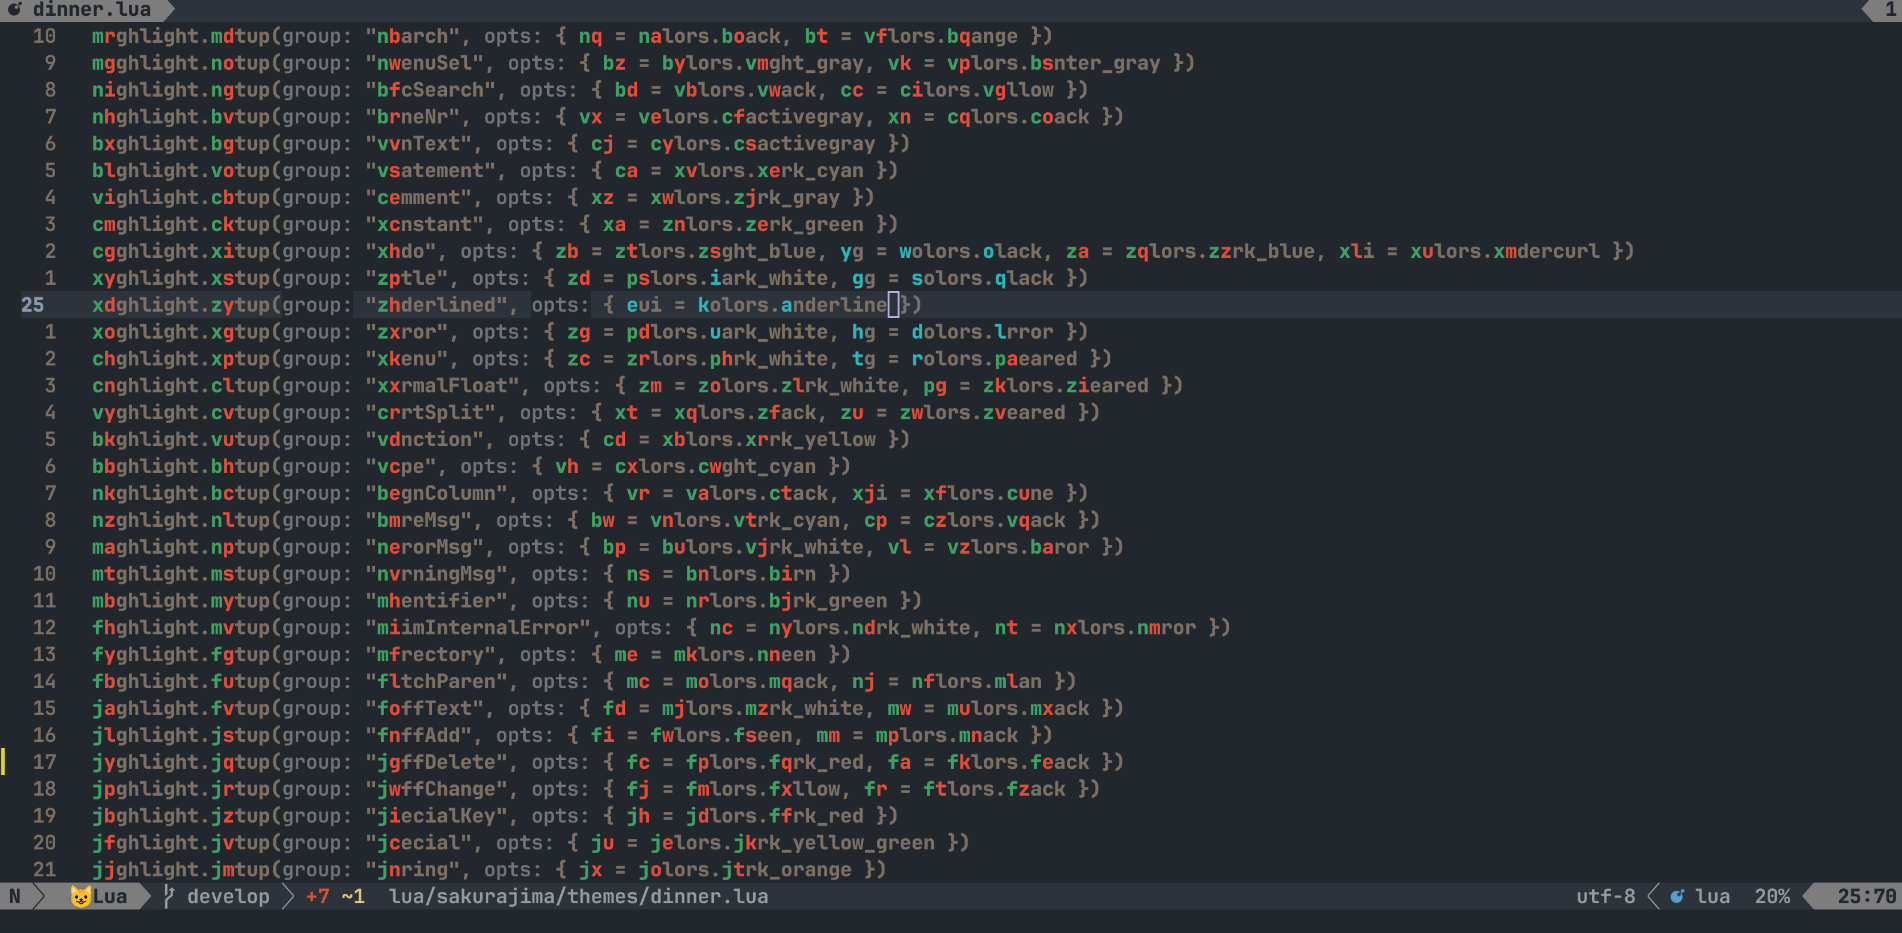 dinner.lua 1
10 mrghlight.mdtup(group: "nbarch", opts: { nq = nalors.boack, bt = vflors.bqange })
9 mgghlight.notup(group: "nwenuSel", opts: { bz = bylors.vmght_gray, vk = vplors.bsnter_gray })
8 nighlight.ngtup(group: "bfcSearch", opts: { bd = vblors.vwack, cc = cilors.vgllow })
7 nhghlight.bvtup(group: "brneNr", opts: { vx = velors.cfactivegray, xn = cqlors.coack })
6 bxghlight.bgtup(group: "vvnText", opts: { cj = cylors.csactivegray })
5 blghlight.votup(group: "vsatement", opts: { ca = xvlors.xerk_cyan })
4 vighlight.cbtup(group: "cemment", opts: { xz = xwlors.zjrk_gray })
3 cmghlight.cktup(group: "xcnstant", opts: { xa = znlors.zerk_green })
2 cgghlight.xitup(group: "xhdo", opts: { zb = ztlors.zsght_blue, yg = wolors.olack, za = zqlors.zzrk_blue, xli = xulors.xmdercurl })
1 xyghlight.xstup(group: "zptle", opts: { zd = pslors.iark_white, gg = solors.qlack })
25 xdghlight.zytup(group: "zhderlined", opts: { eui = kolors.anderline })
1 xoghlight.xgtup(group: "zxror", opts: { zg = pdlors.uark_white, hg = dolors.lrror })
2 chghlight.xptup(group: "xkenu", opts: { zc = zrlors.phrk_white, tg = rolors.paeared })
3 cnghlight.cltup(group: "xxrmalFloat", opts: { zm = zolors.zlrk_white, pg = zklors.zieared })
4 vyghlight.cvtup(group: "crrtSplit", opts: { xt = xqlors.zfack, zu = zwlors.zveared })
5 bkghlight.vutup(group: "vdnction", opts: { cd = xblors.xrrk_yellow })
6 bbghlight.bhtup(group: "vcpe", opts: { vh = cxlors.cwght_cyan })
7 nkghlight.bctup(group: "begnColumn", opts: { vr = valors.ctack, xji = xflors.cune })
8 nzghlight.nltup(group: "bmreMsg", opts: { bw = vnlors.vtrk_cyan, cp = czlors.vqack })
9 maghlight.nptup(group: "nerorMsg", opts: { bp = bulors.vjrk_white, vl = vzlors.baror })
10 mtghlight.mstup(group: "nvrningMsg", opts: { ns = bnlors.birn })
11 mbghlight.mytup(group: "mhentifier", opts: { nu = nrlors.bjrk_green })
12 fhghlight.mvtup(group: "miimInternalError", opts: { nc = nylors.ndrk_white, nt = nxlors.nmror })
13 fyghlight.fgtup(group: "mfrectory", opts: { me = mklors.nneen })
14 fbghlight.futup(group: "fltchParen", opts: { mc = molors.mqack, nj = nflors.mlan })
15 jaghlight.fvtup(group: "foffText", opts: { fd = mjlors.mzrk_white, mw = mulors.mxack })
16 jlghlight.jstup(group: "fnffAdd", opts: { fi = fwlors.fseen, mm = mplors.mnack })
17 jyghlight.jqtup(group: "jgffDelete", opts: { fc = fplors.fqrk_red, fa = fklors.feack })
18 jpghlight.jrtup(group: "jwffChange", opts: { fj = fmlors.fxllow, fr = ftlors.fzack })
19 jbghlight.jztup(group: "jiecialKey", opts: { jh = jdlors.ffrk_red })
20 jfghlight.jvtup(group: "jcecial", opts: { ju = jelors.jkrk_yellow_green })
21 jjghlight.jmtup(group: "jnring", opts: { jx = jolors.jtrk_orange })
N Lua develop +7 ~1 lua/sakurajima/themes/dinner.lua utf-8 lua 20% 25:70